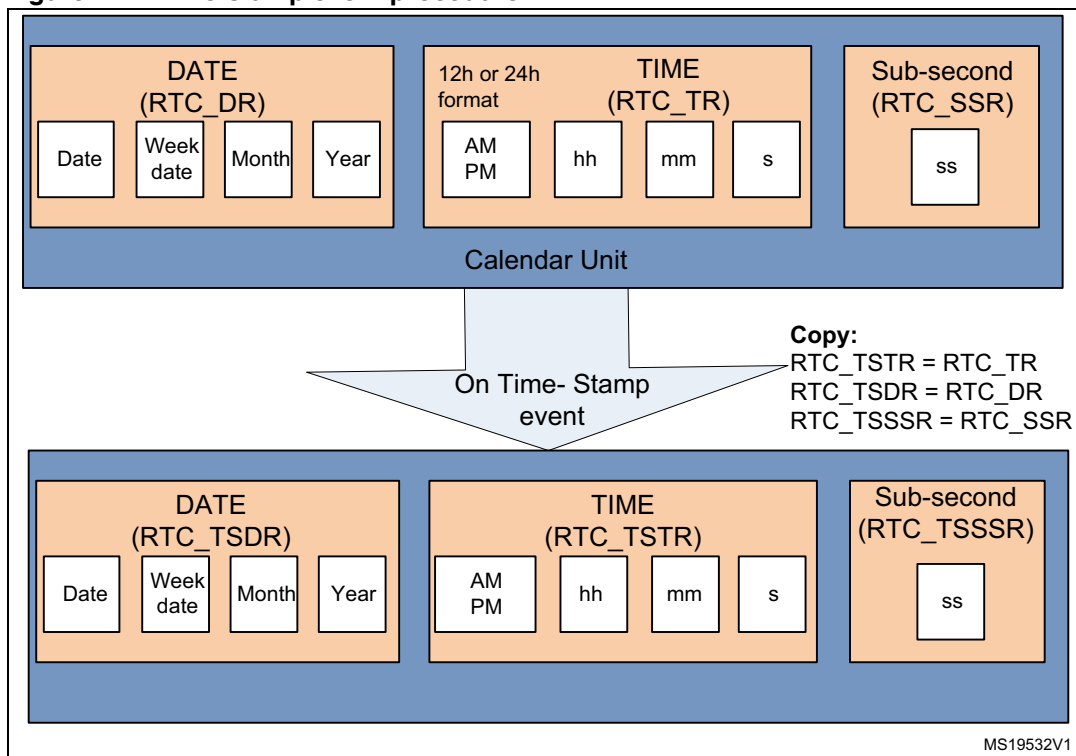 DATE
(RTC_DR)
Date
Week
date
Month
Year
12h or 24h
format
TIME
(RTC_TR)
AM
PM
hh
mm
s
Sub-second
(RTC_SSR)
ss
Calendar Unit
On Time- Stamp
event
Copy:
RTC_TSTR = RTC_TR
RTC_TSDR = RTC_DR
RTC_TSSSR = RTC_SSR
DATE
(RTC_TSDR)
Date
Week
date
Month
Year
TIME
(RTC_TSTR)
AM
PM
hh
mm
s
Sub-second
(RTC_TSSSR)
ss
MS19532V1